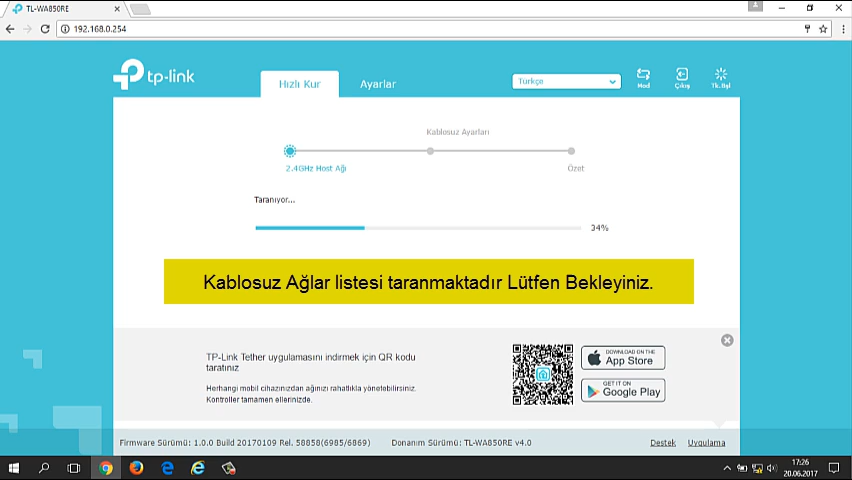 TL-WA850RE
192.168.0.254
tp-link
Hızlı Kur
Ayarlar
Türkçe
Mod
Çıkış
Tk.Bşl
Kablosuz Ayarları
2.4GHz Host Ağı
Özet
Taranıyor...
34%
Kablosuz Ağlar listesi taranmaktadır Lütfen Bekleyiniz.
TP-Link Tether uygulamasını indirmek için QR kodu
taratınız
Herhangi mobil cihazınızdan ağınızı rahatlıkla yönetebilirsiniz.
Kontroller tamamen ellerinizde.
DOWNLOAD ON THE
App Store
GET IT ON
Google Play
Firmware Sürümü: 1.0.0 Build 20170109 Rel. 58858(6985/6869)
Donanım Sürümü: TL-WA850RE v4.0
Destek
Uygulama
17:26
20.06.2017